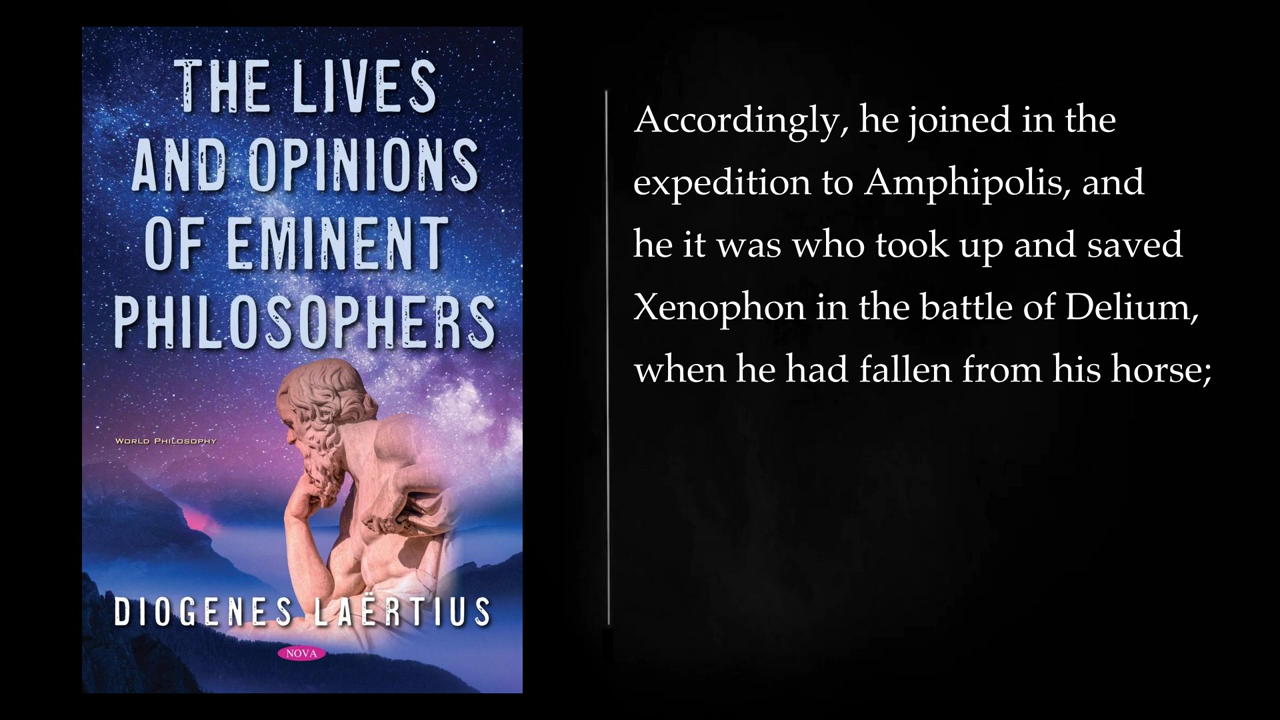 THE LIVES
AND OPINIONS
OF EMINENT
PHILOSOPHERS
WORLD PHILOSOPHY
DIOGENES LAËRTIUS
NOVA
Accordingly, he joined in the
expedition to Amphipolis, and
he it was who took up and saved
Xenophon in the battle of Delium,
when he had fallen from his horse;